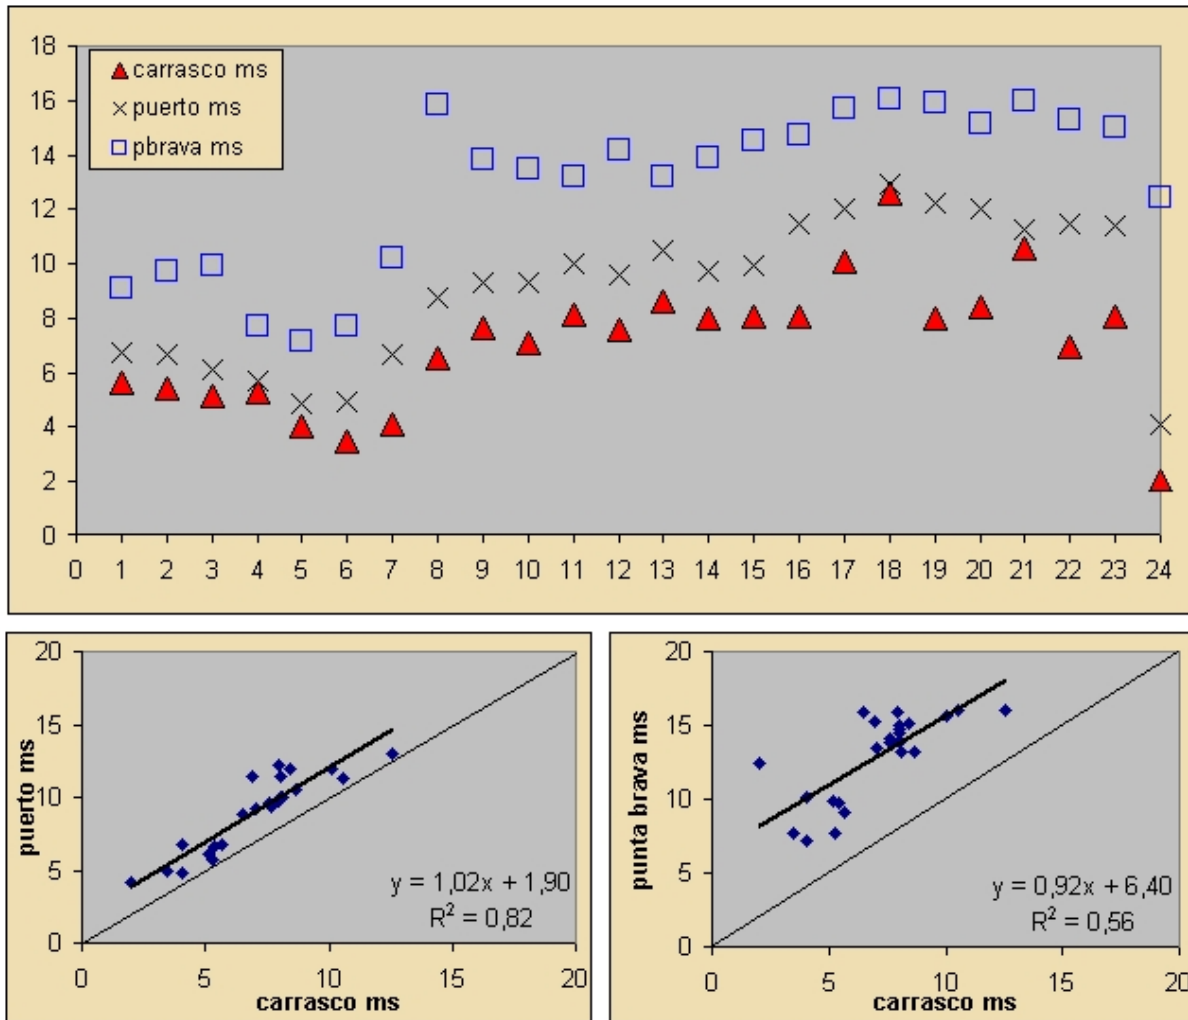 18
16
14
12
10
8
6
4
2
0
carrasco ms
puerto ms
pbrava ms
0 1 2 3 4 5 6 7 8 9 10 11 12 13 14 15 16 17 18 19 20 21 22 23 24
20
15
10
5
0
puerto ms
y = 1,02x + 1,90
R² = 0,82
0 5 10 15 20
carrasco ms
20
15
10
5
0
punta brava ms
y = 0,92x + 6,40
R² = 0,56
0 5 10 15 20
carrasco ms